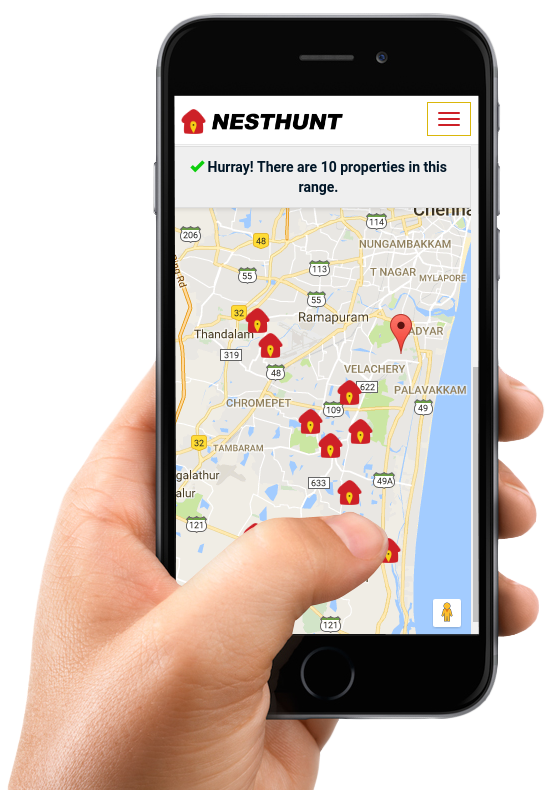 NESTHUNT
Hurray! There are 10 properties in this
range.
Chenna
114
206
48
NUNGAMBAKKAM
Ring Rd
113
T NAGAR
55
MYLAPORE
55
32
Ramapuram
Thandalam
ADYAR
319
48
VELACHERY
622
PALAVAKKAM
CHROMEPET
109
49
32
TAMBARAM
galathur
633
49A
alur
121
121